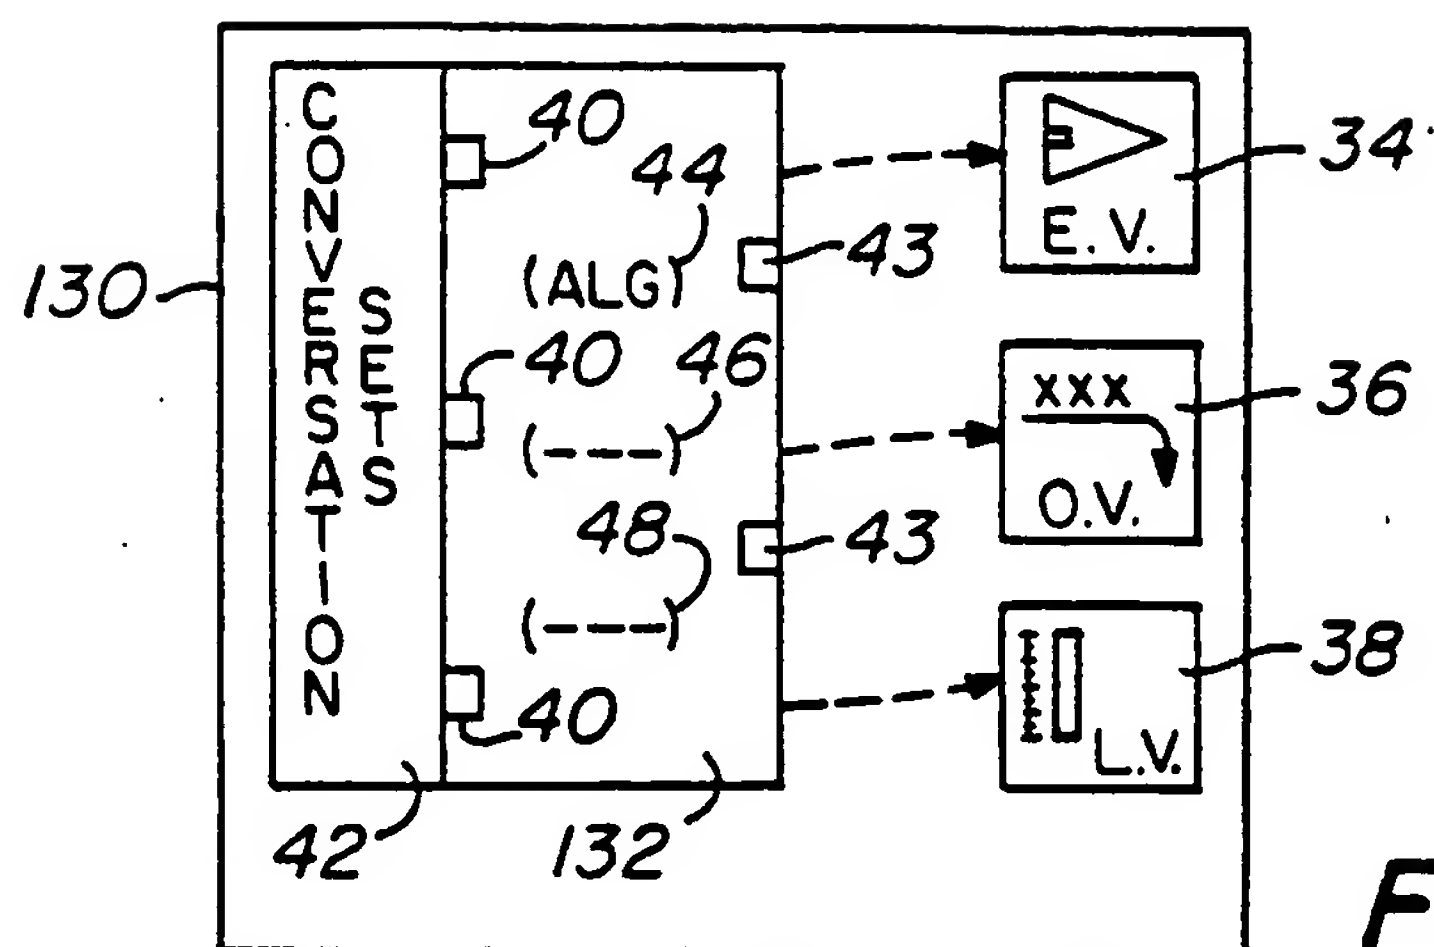 CONVERSATION
SETS
40
44
(ALG)
43
40
46
(----)
43
48
(----)
40
42
132
130
E.V.
34
XXX
O.V.
36
L.V.
38
F